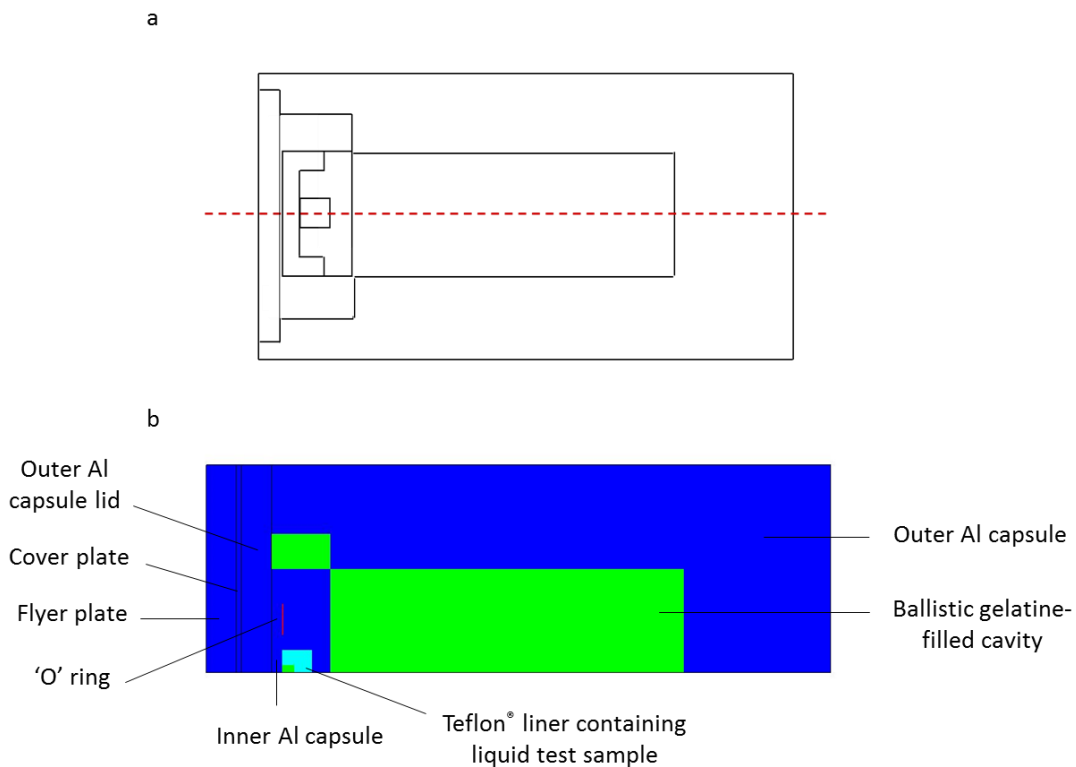 a
b
Outer Al
capsule lid
Cover plate
Flyer plate
‘O’ ring
Inner Al capsule
Teflon® liner containing
liquid test sample
Outer Al capsule
Ballistic gelatine-
filled cavity